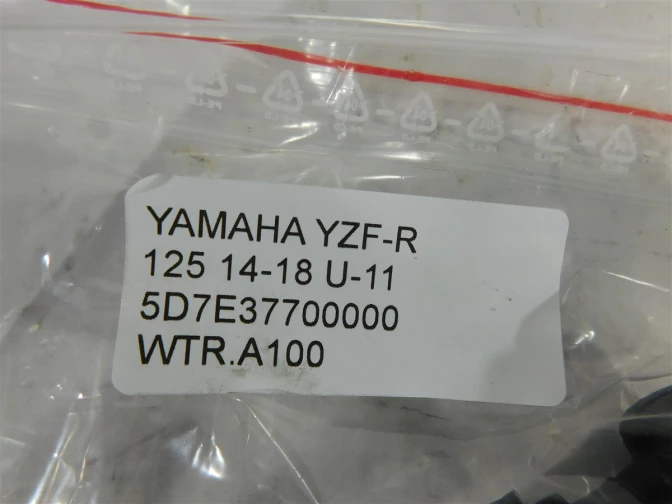 YAMAHA YZF-R
125 14-18 U-11
5D7E37700000
WTR.A100